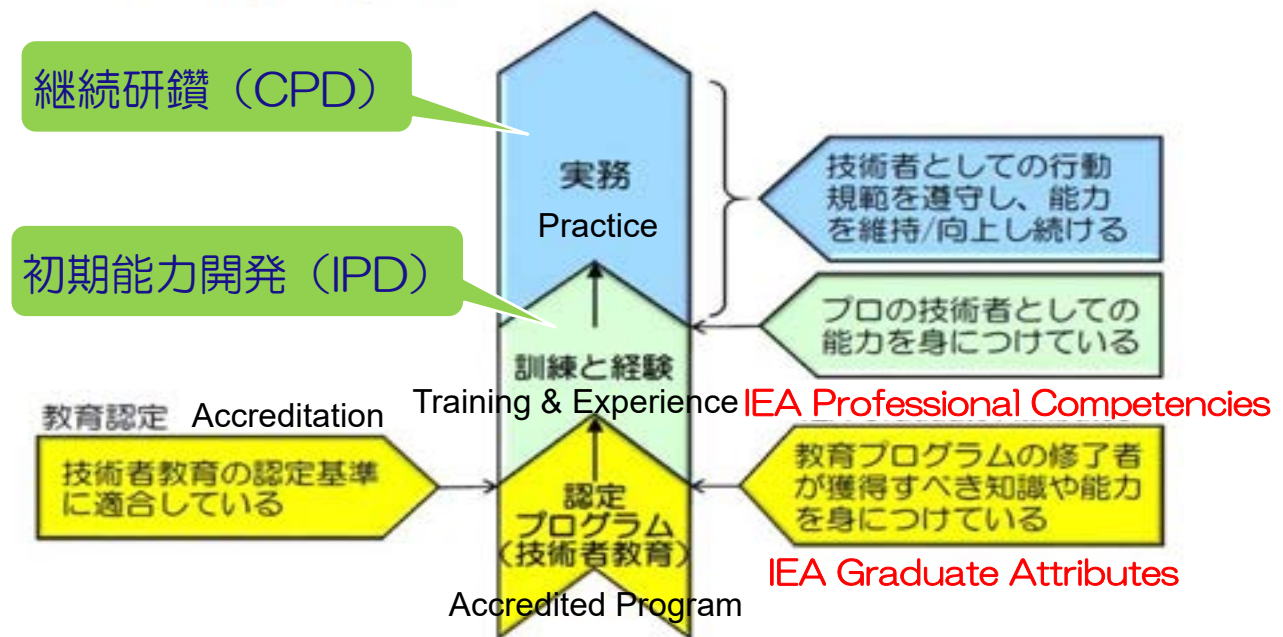 継続研鑽（CPD）
実務
Practice
技術者としての行動
規範を遵守し、能力
を維持/向上し続ける
初期能力開発（IPD）
プロの技術者としての
能力を身につけている
訓練と経験
Training & Experience
IEA Professional Competencies
教育認定 Accreditation
技術者教育の認定基準
に適合している
認定
プログラム
(技術者教育)
Accredited Program
教育プログラムの修了者
が獲得すべき知識や能力
を身につけている
IEA Graduate Attributes